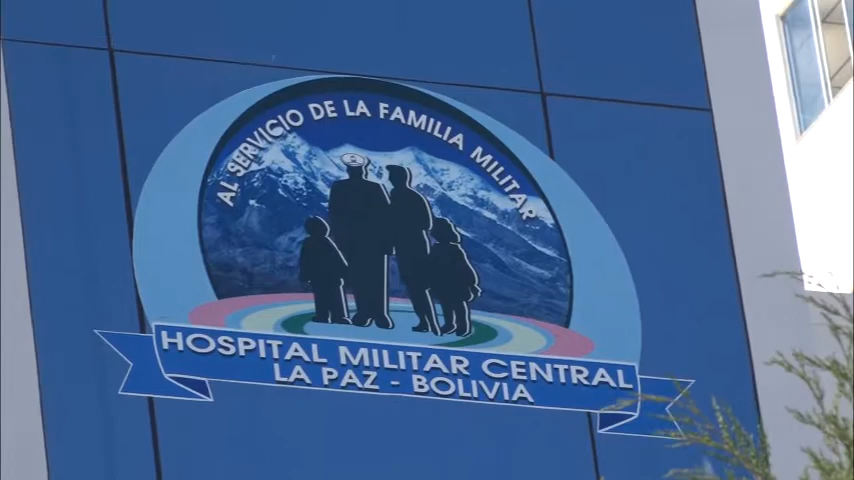 AL SERVICIO DE LA FAMILIA MILITAR
HOSPITAL MILITAR CENTRAL
LA PAZ - BOLIVIA